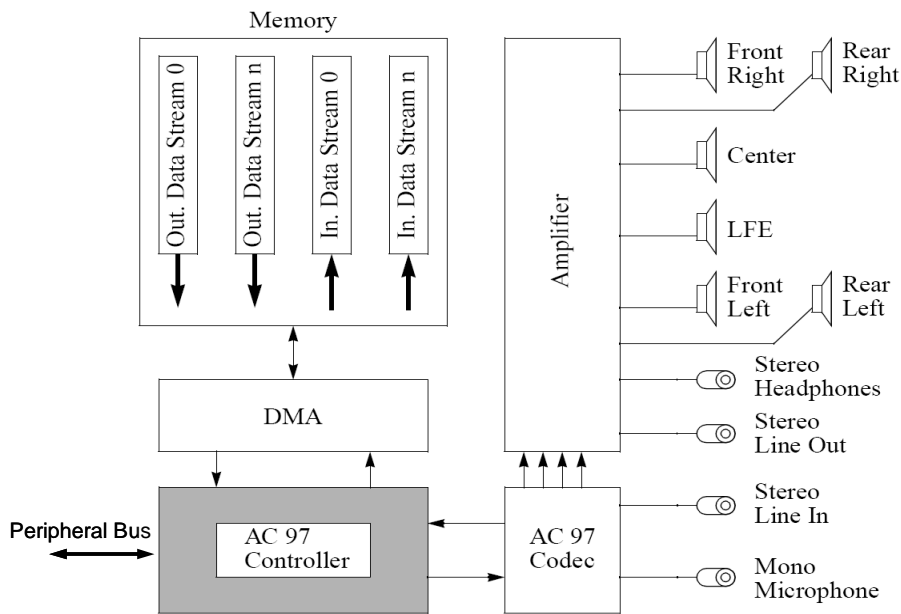 Memory
Out. Data Stream 0
Out. Data Stream n
In. Data Stream 0
In. Data Stream n
DMA
Peripheral Bus
AC 97
Controller
Amplifier
AC 97
Codec
Front
Right
Rear
Right
Center
LFE
Front
Left
Rear
Left
Stereo
Headphones
Stereo
Line Out
Stereo
Line In
Mono
Microphone